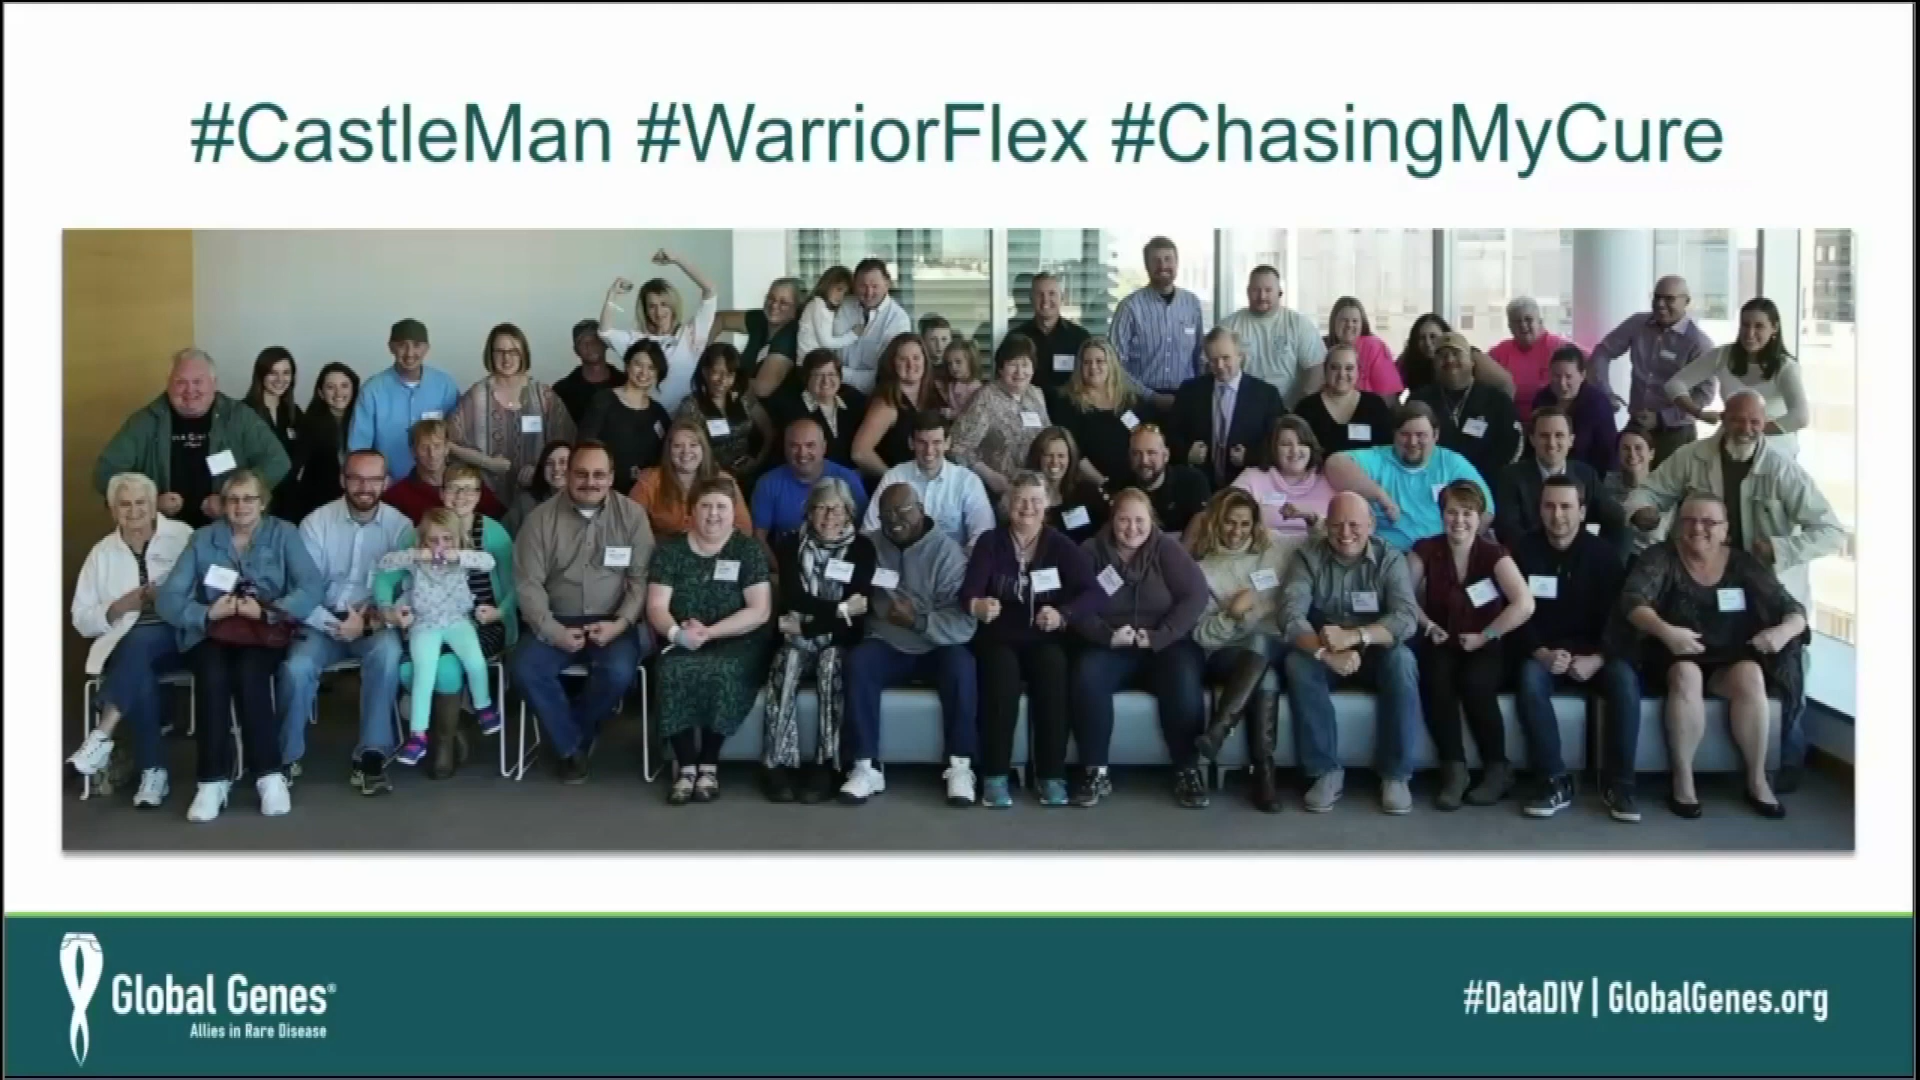 #CastleMan #WarriorFlex #ChasingMyCure
Global Genes®
Allies in Rare Disease
#DataDIY | GlobalGenes.org